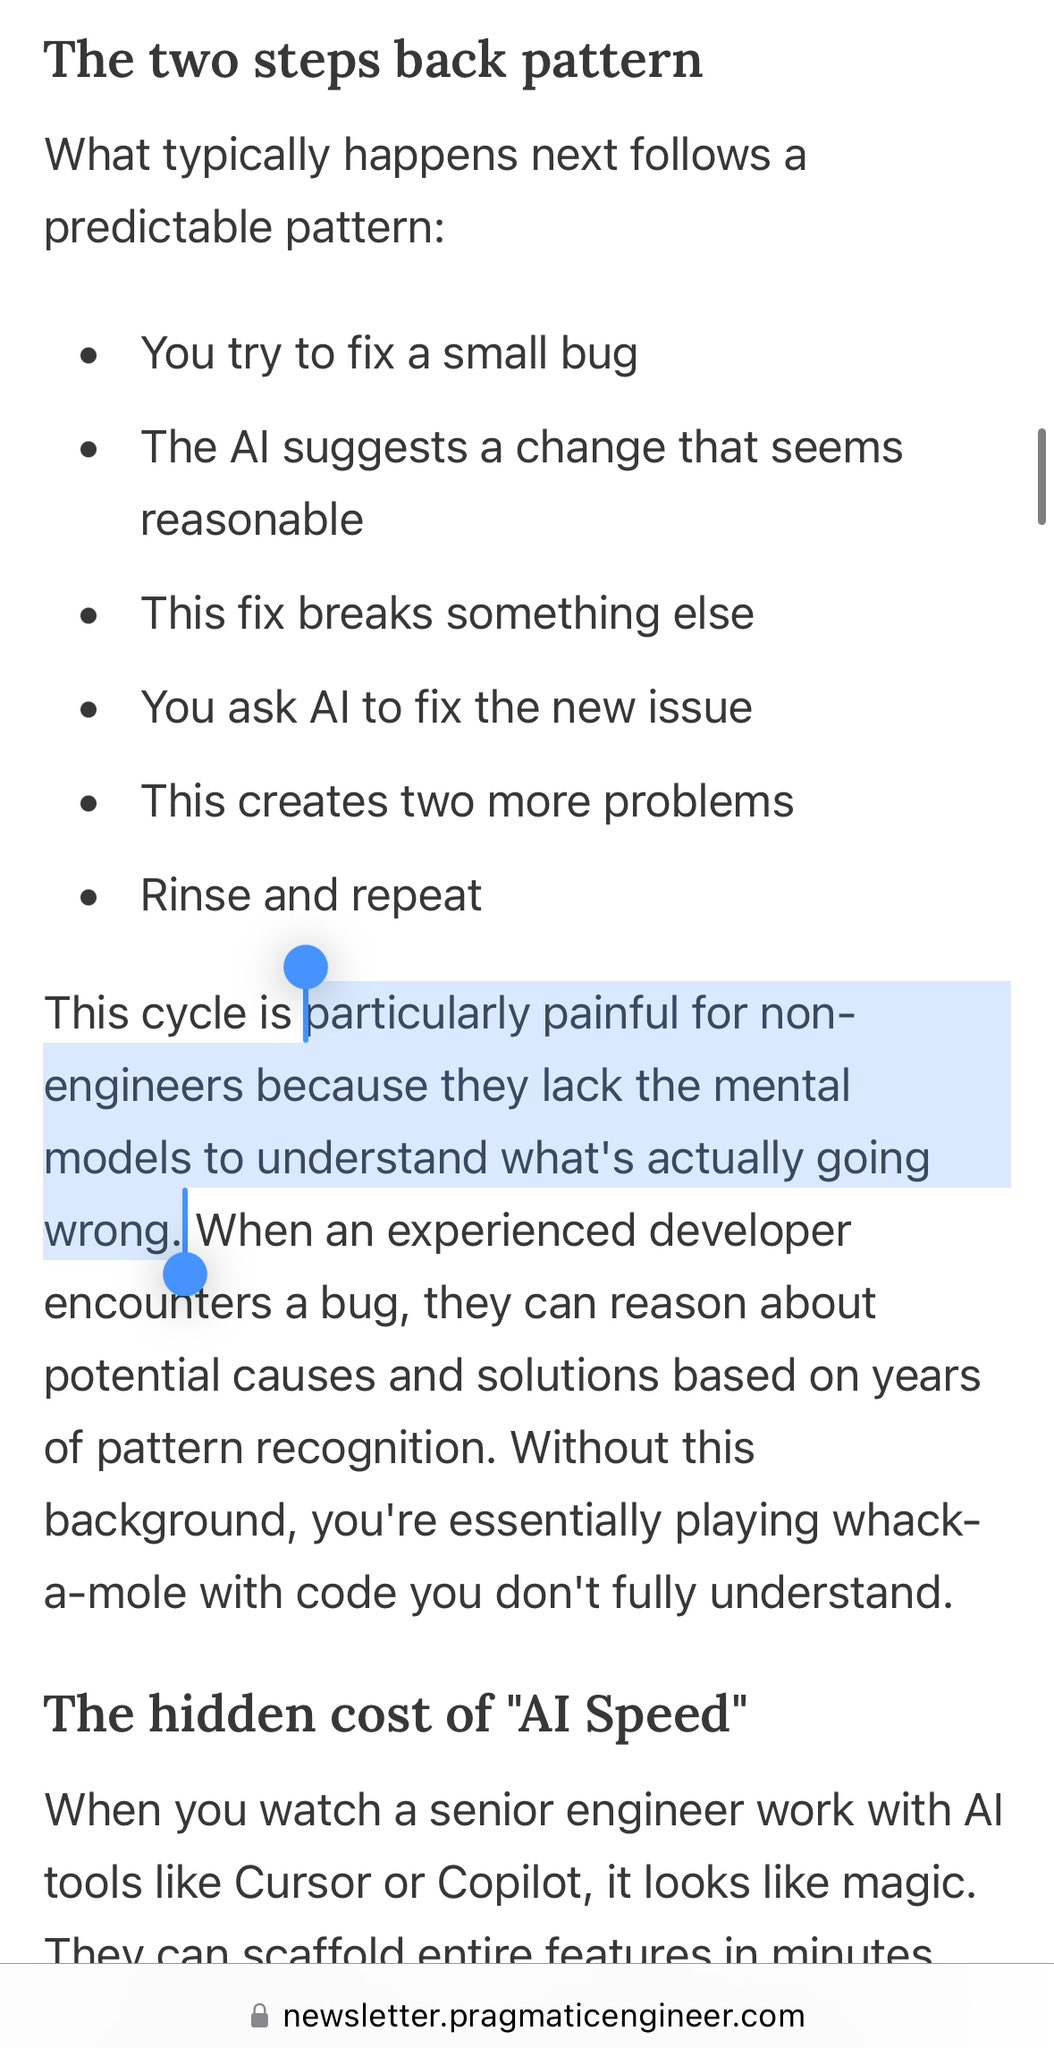 The two steps back pattern
What typically happens next follows a
predictable pattern:
• You try to fix a small bug
• The AI suggests a change that seems
reasonable
• This fix breaks something else
• You ask AI to fix the new issue
• This creates two more problems
• Rinse and repeat
This cycle is particularly painful for non-
engineers because they lack the mental
models to understand what's actually going
wrong. When an experienced developer
encounters a bug, they can reason about
potential causes and solutions based on years
of pattern recognition. Without this
background, you're essentially playing whack-
a-mole with code you don't fully understand.
The hidden cost of "AI Speed"
When you watch a senior engineer work with AI
tools like Cursor or Copilot, it looks like magic.
They can scaffold entire features in minutes
newsletter.pragmaticengineer.com